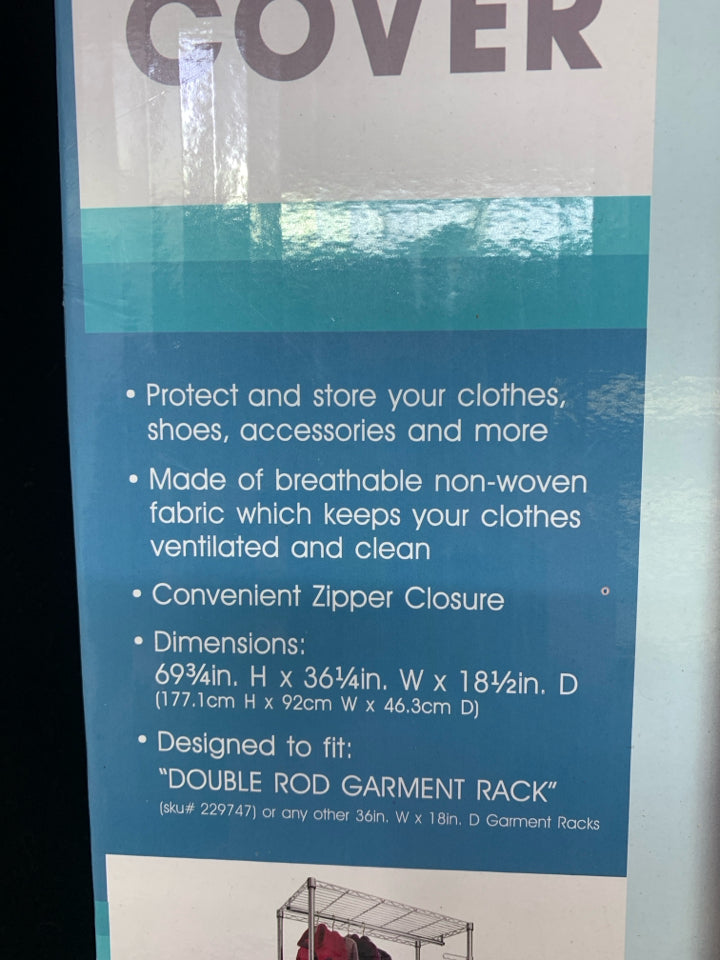 COVER
• Protect and store your clothes,
shoes, accessories and more
• Made of breathable non-woven
fabric which keeps your clothes
ventilated and clean
• Convenient Zipper Closure
• Dimensions:
69¾in. H x 36¼in. W x 18½in. D
(177.1cm H x 92cm W x 46.3cm D)
• Designed to fit:
“DOUBLE ROD GARMENT RACK”
(sku# 229747) or any other 36in. W x 18in. D Garment Racks